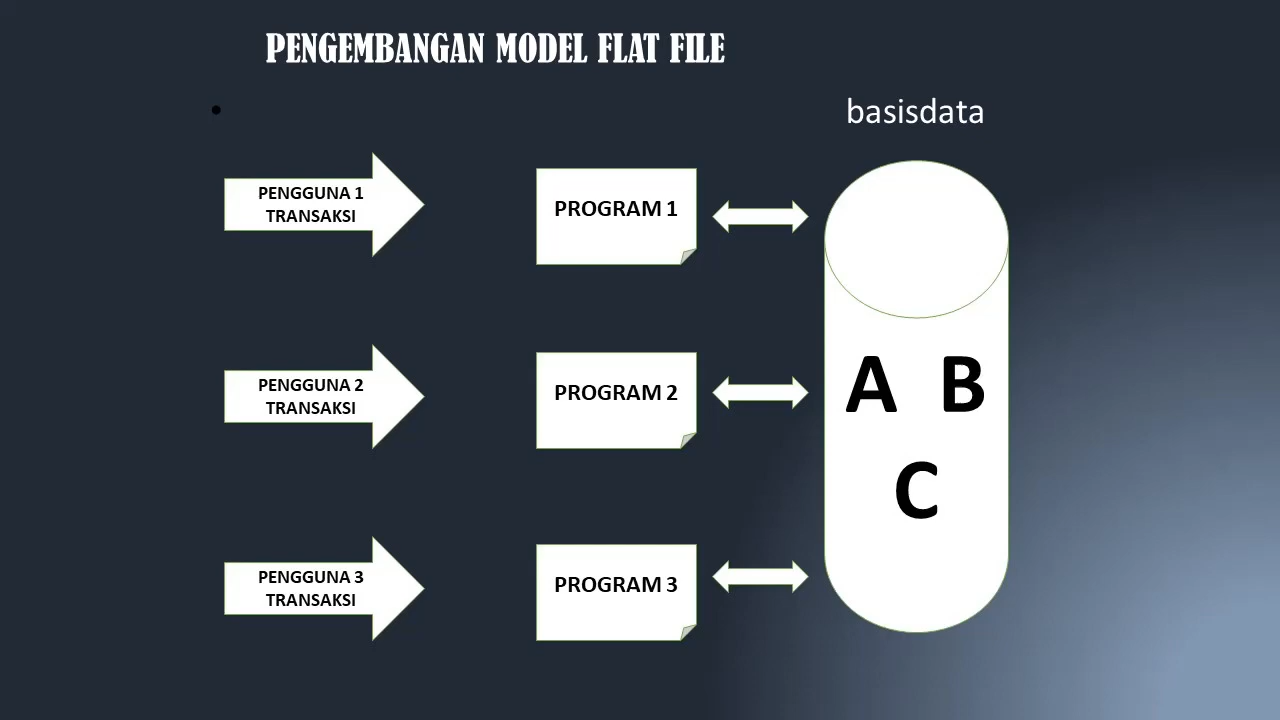 PENGEMBANGAN MODEL FLAT FILE
basisdata
PENGGUNA 1
TRANSAKSI
PROGRAM 1
PENGGUNA 2
TRANSAKSI
PROGRAM 2
A B
C
PENGGUNA 3
TRANSAKSI
PROGRAM 3